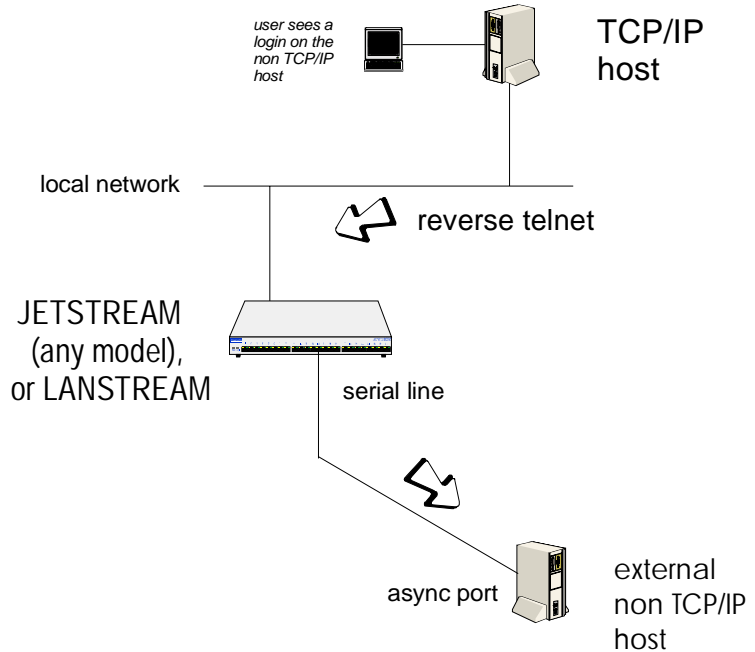 user sees a
login on the
non TCP/IP
host
TCP/IP
host
local network
reverse telnet
JETSTREAM
(any model),
or LANSTREAM
serial line
async port
external
non TCP/IP
host